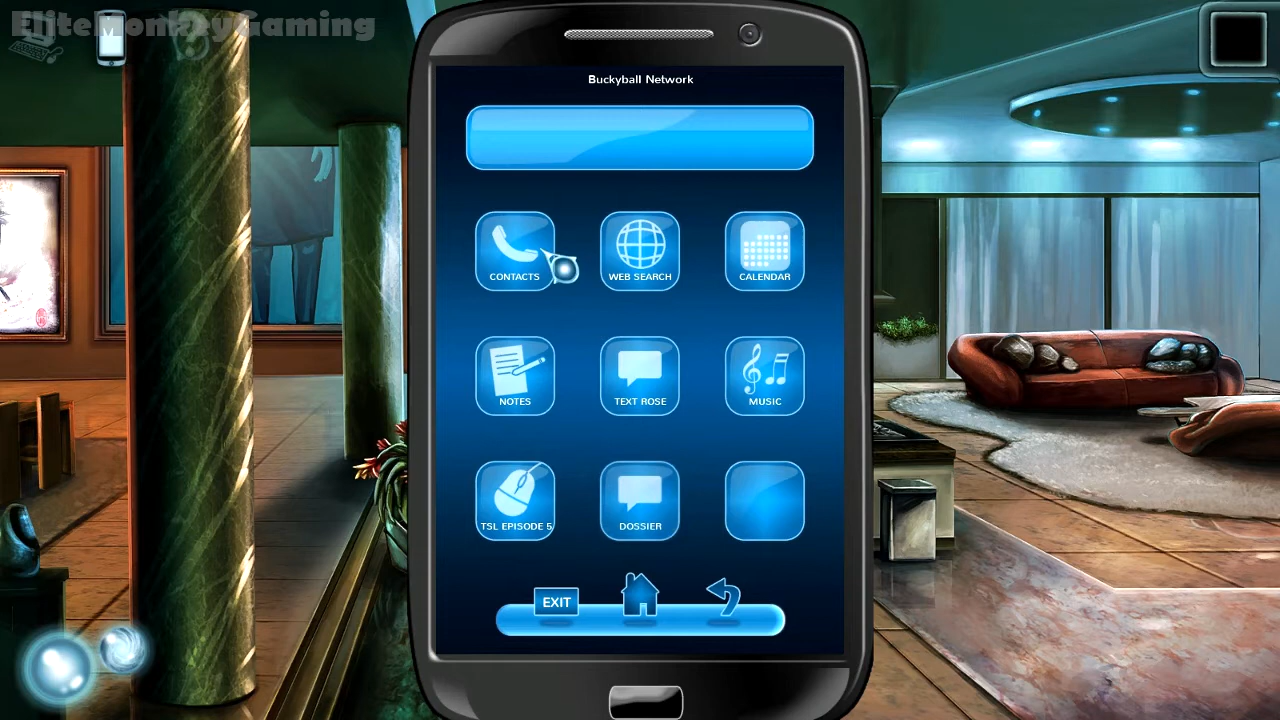 EliteMonkeyGaming
Buckyball Network
CONTACTS
WEB SEARCH
CALENDAR
NOTES
TEXT ROSE
MUSIC
TSL EPISODE 5
DOSSIER
EXIT